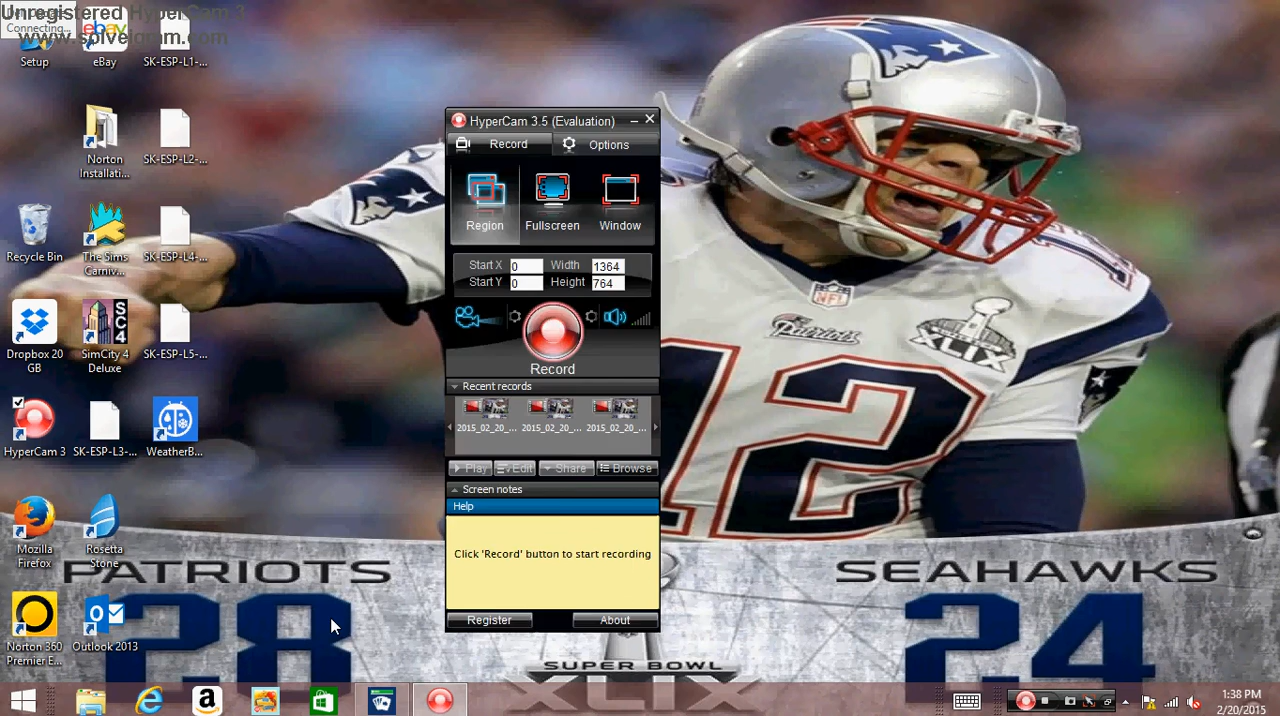 Unregistered HyperCam 3
Connecting...
www.solveigmm.com
Setup
eBay
SK-ESP-L1-...
Norton
Installati...
SK-ESP-L2-...
Recycle Bin
The Sims
Carniv...
SK-ESP-L4-...
Dropbox 20
GB
SimCity 4
Deluxe
SK-ESP-L5-...
HyperCam 3
SK-ESP-L3-...
WeatherB...
Mozilla
Firefox
Rosetta
Stone
Norton 360
Premier E...
Outlook 2013
HyperCam 3.5 (Evaluation)
Record
Options
Region
Fullscreen
Window
Start X
0
Width
1364
Start Y
0
Height
764
Record
Recent records
2015_02_20_...
2015_02_20_...
2015_02_20_...
Play
Edit
Share
Browse
Screen notes
Help
Click 'Record' button to start recording
Register
About
NFL
Patriots
XLIX
12
12
PATRIOTS
28
SEAHAWKS
24
SUPER BOWL
XLIX
1:38 PM
2/20/2015